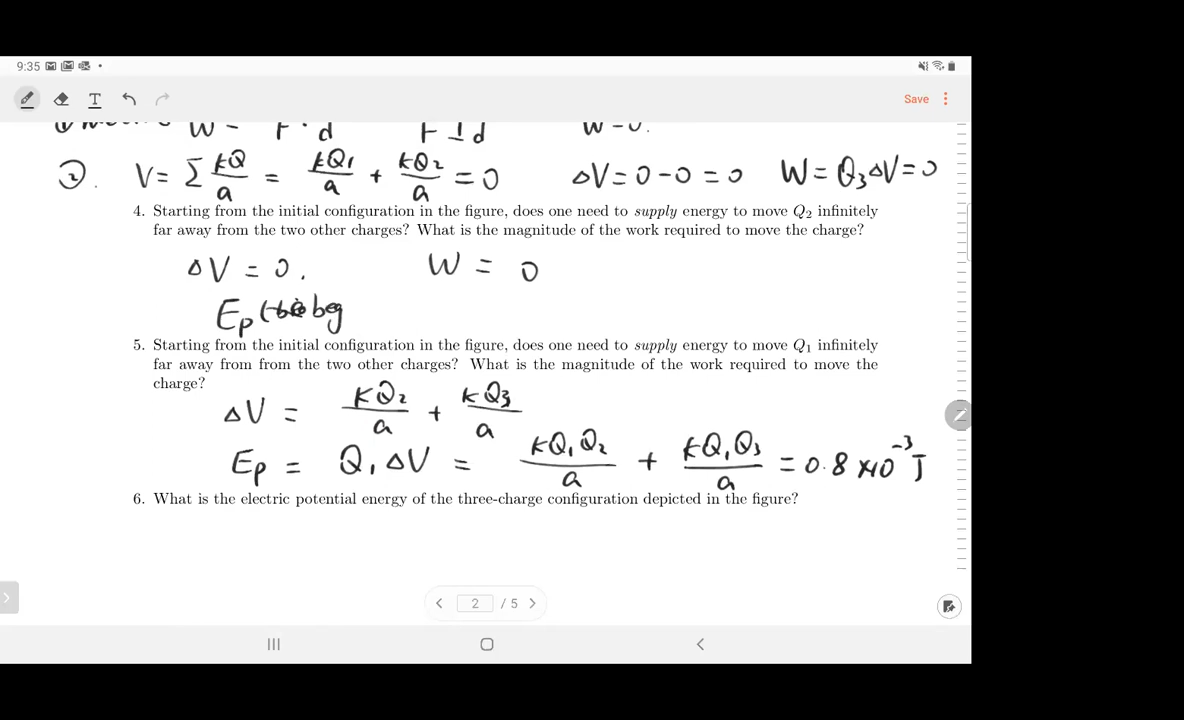 9:35
T
Save
W = F · d F ⊥ d W = 0.
②. V = Σ kQ/a = kQ₁/a + kQ₂/a = 0 ΔV = 0 - 0 = 0 W = Q₃ΔV = 0
4. Starting from the initial configuration in the figure, does one need to supply energy to move Q₂ infinitely
far away from the two other charges? What is the magnitude of the work required to move the charge?
ΔV = 0. W = 0
Ep
5. Starting from the initial configuration in the figure, does one need to supply energy to move Q₁ infinitely
far away from from the two other charges? What is the magnitude of the work required to move the
charge?
ΔV = kQ₂/a + kQ₃/a
Ep = Q₁ΔV = kQ₁Q₂/a + kQ₁Q₃/a = 0.8 ×10⁻³ J
6. What is the electric potential energy of the three-charge configuration depicted in the figure?
2 / 5